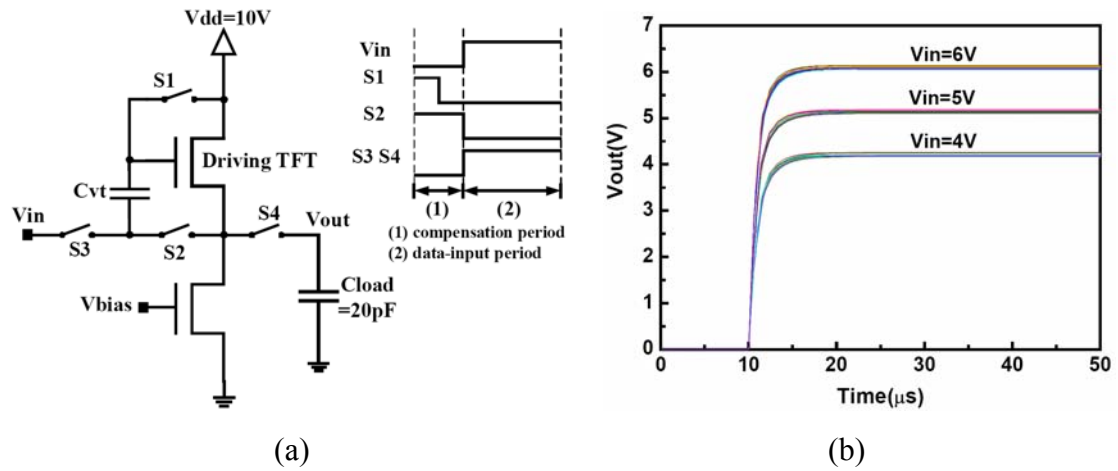 Vdd=10V
S1
Driving TFT
Cvt
Vin
S3
S2
S4
Vout
Vbias
Cload
=20pF
Vin
S1
S2
S3 S4
(1)
(2)
(1) compensation period
(2) data-input period
(a)
Vout(V)
7
6
5
4
3
2
1
0
Vin=6V
Vin=5V
Vin=4V
0
10
20
30
40
50
Time(μs)
(b)